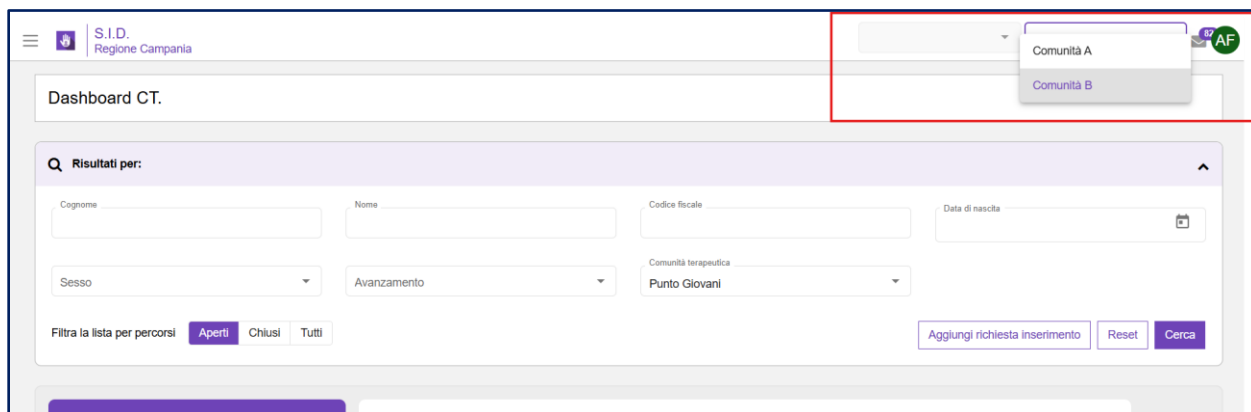 S.I.D.
Regione Campania
Comunità A
Comunità B
AF
Dashboard CT.
Risultati per:
Cognome
Nome
Codice fiscale
Data di nascita
Sesso
Avanzamento
Comunità terapeutica
Punto Giovani
Filtra la lista per percorsi
Aperti
Chiusi
Tutti
Aggiungi richiesta inserimento
Reset
Cerca